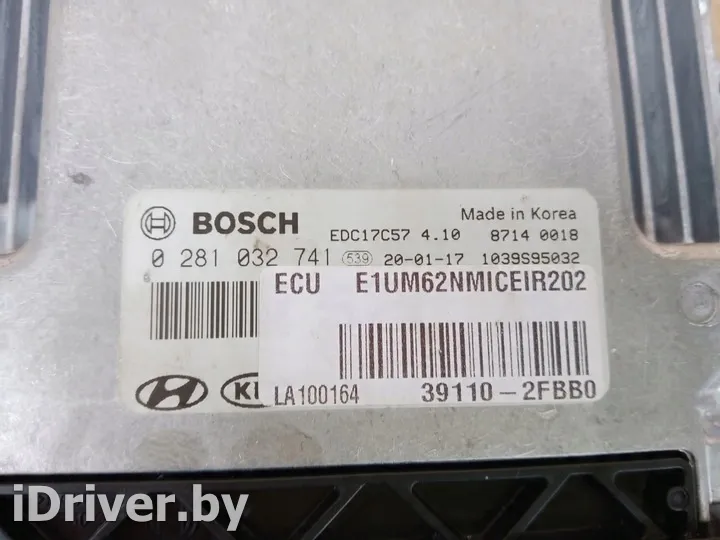 BOSCH
Made in Korea
EDC17C57 4.10 8714 0018
0 281 032 741 539 20-01-17 1039S95032
ECU E1UM62NMICEIR202
LA100164 39110-2FBB0
iDriver.by